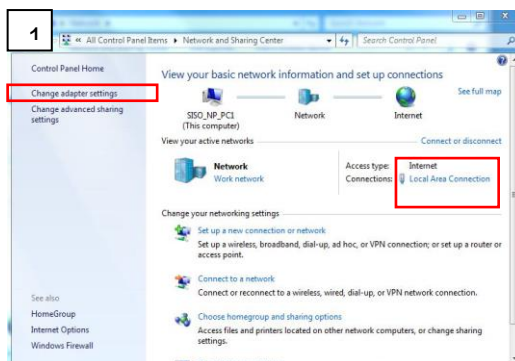 1
« All Control Panel Items ▸ Network and Sharing Center
Search Control Panel
Control Panel Home
Change adapter settings
Change advanced sharing
settings
View your basic network information and set up connections
See full map
SISO_NP_PC1
(This computer)
Network
Internet
View your active networks
Connect or disconnect
Network
Work network
Access type: Internet
Connections: Local Area Connection
Change your networking settings
Set up a new connection or network
Set up a wireless, broadband, dial-up, ad hoc, or VPN connection; or set up a router or
access point.
Connect to a network
Connect or reconnect to a wireless, wired, dial-up, or VPN network connection.
Choose homegroup and sharing options
Access files and printers located on other network computers, or change sharing
settings.
See also
HomeGroup
Internet Options
Windows Firewall